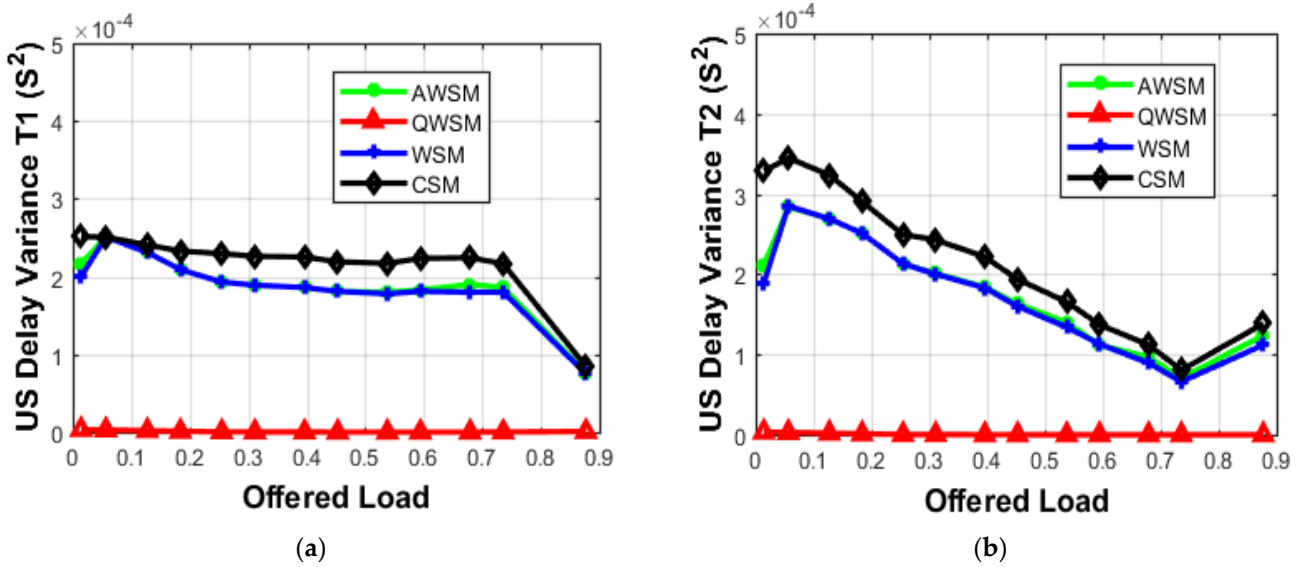 ×10⁻⁴
5
4
3
2
1
0
US Delay Variance T1 (S²)
AWSM
QWSM
WSM
CSM
0 0.1 0.2 0.3 0.4 0.5 0.6 0.7 0.8 0.9
Offered Load
(a)
×10⁻⁴
5
4
3
2
1
0
US Delay Variance T2 (S²)
AWSM
QWSM
WSM
CSM
0 0.1 0.2 0.3 0.4 0.5 0.6 0.7 0.8 0.9
Offered Load
(b)